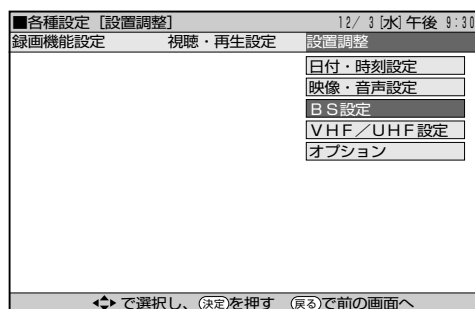 ■各種設定［設置調整］ 12/ 3[水]午後 9:30
録画機能設定 視聴・再生設定 設置調整
日付・時刻設定
映像・音声設定
ＢＳ設定
ＶＨＦ／ＵＨＦ設定
オプション
で選択し、決定を押す 戻るで前の画面へ